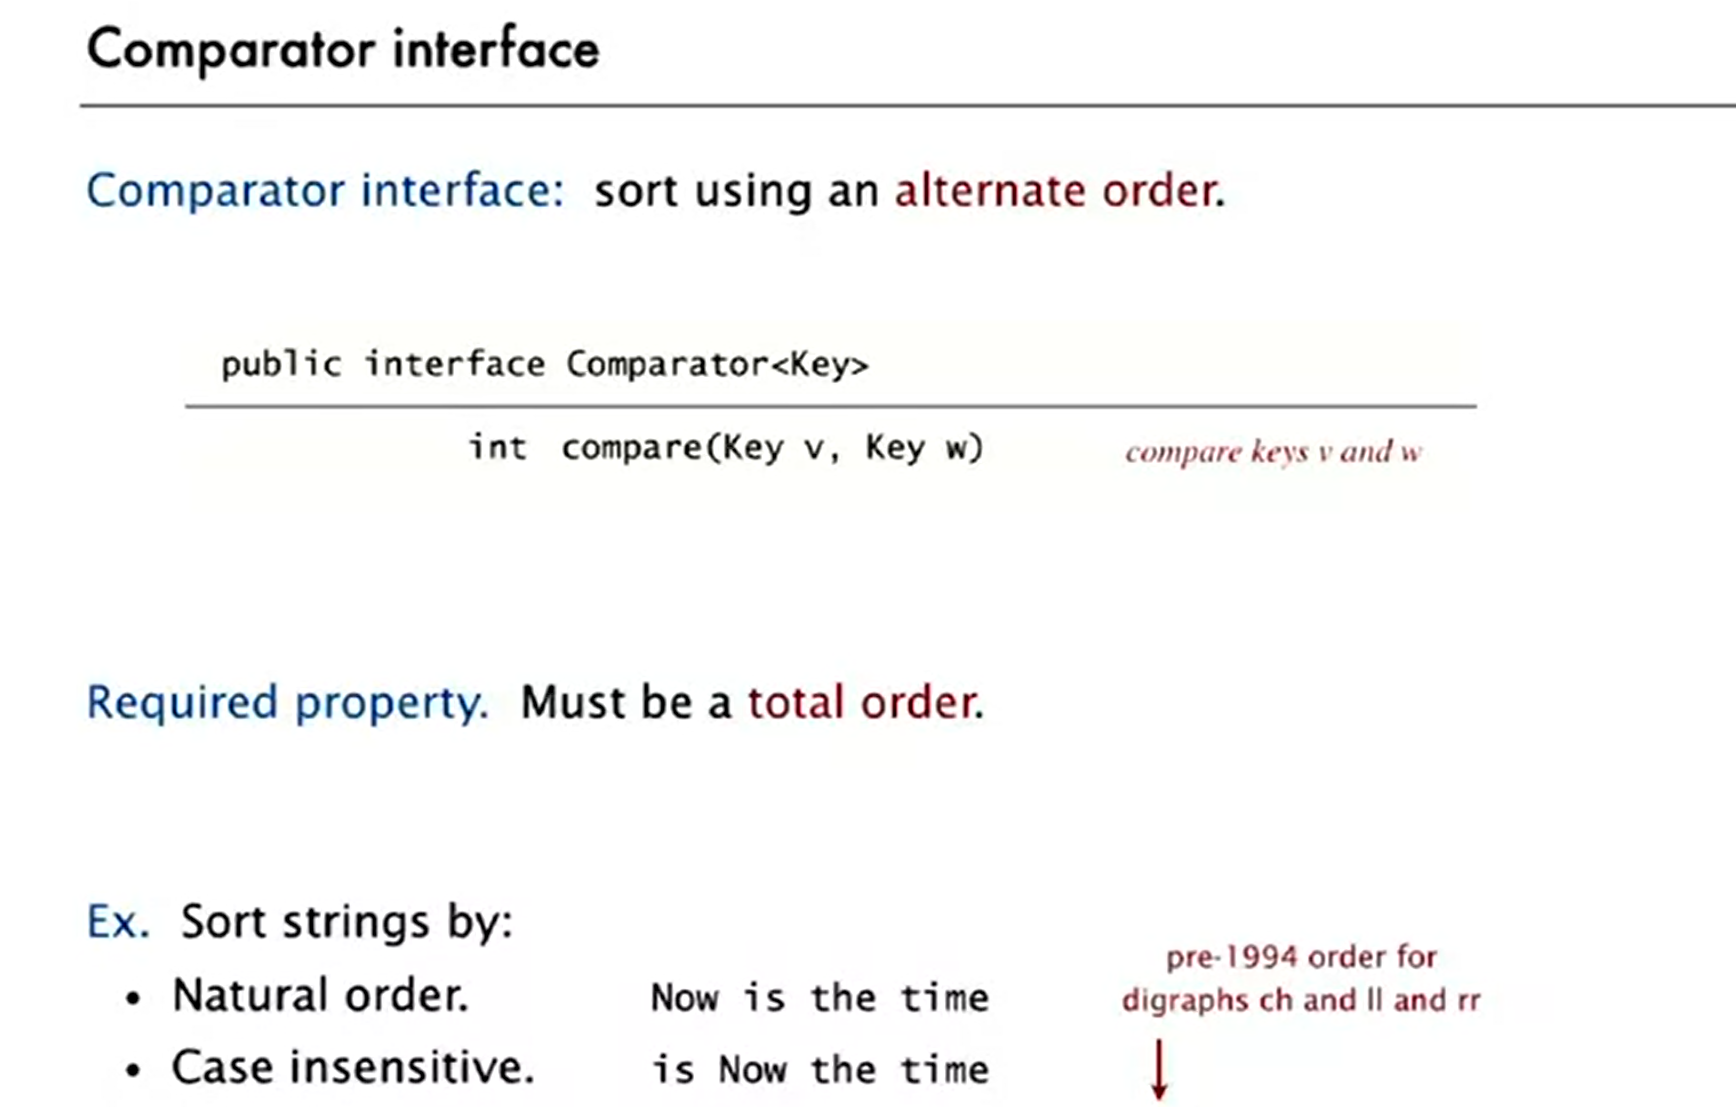 Comparator interface
Comparator interface: sort using an alternate order.
public interface Comparator<Key>
int compare(Key v, Key w) compare keys v and w
Required property. Must be a total order.
Ex. Sort strings by:
pre-1994 order for
digraphs ch and ll and rr
• Natural order. Now is the time
• Case insensitive. is Now the time